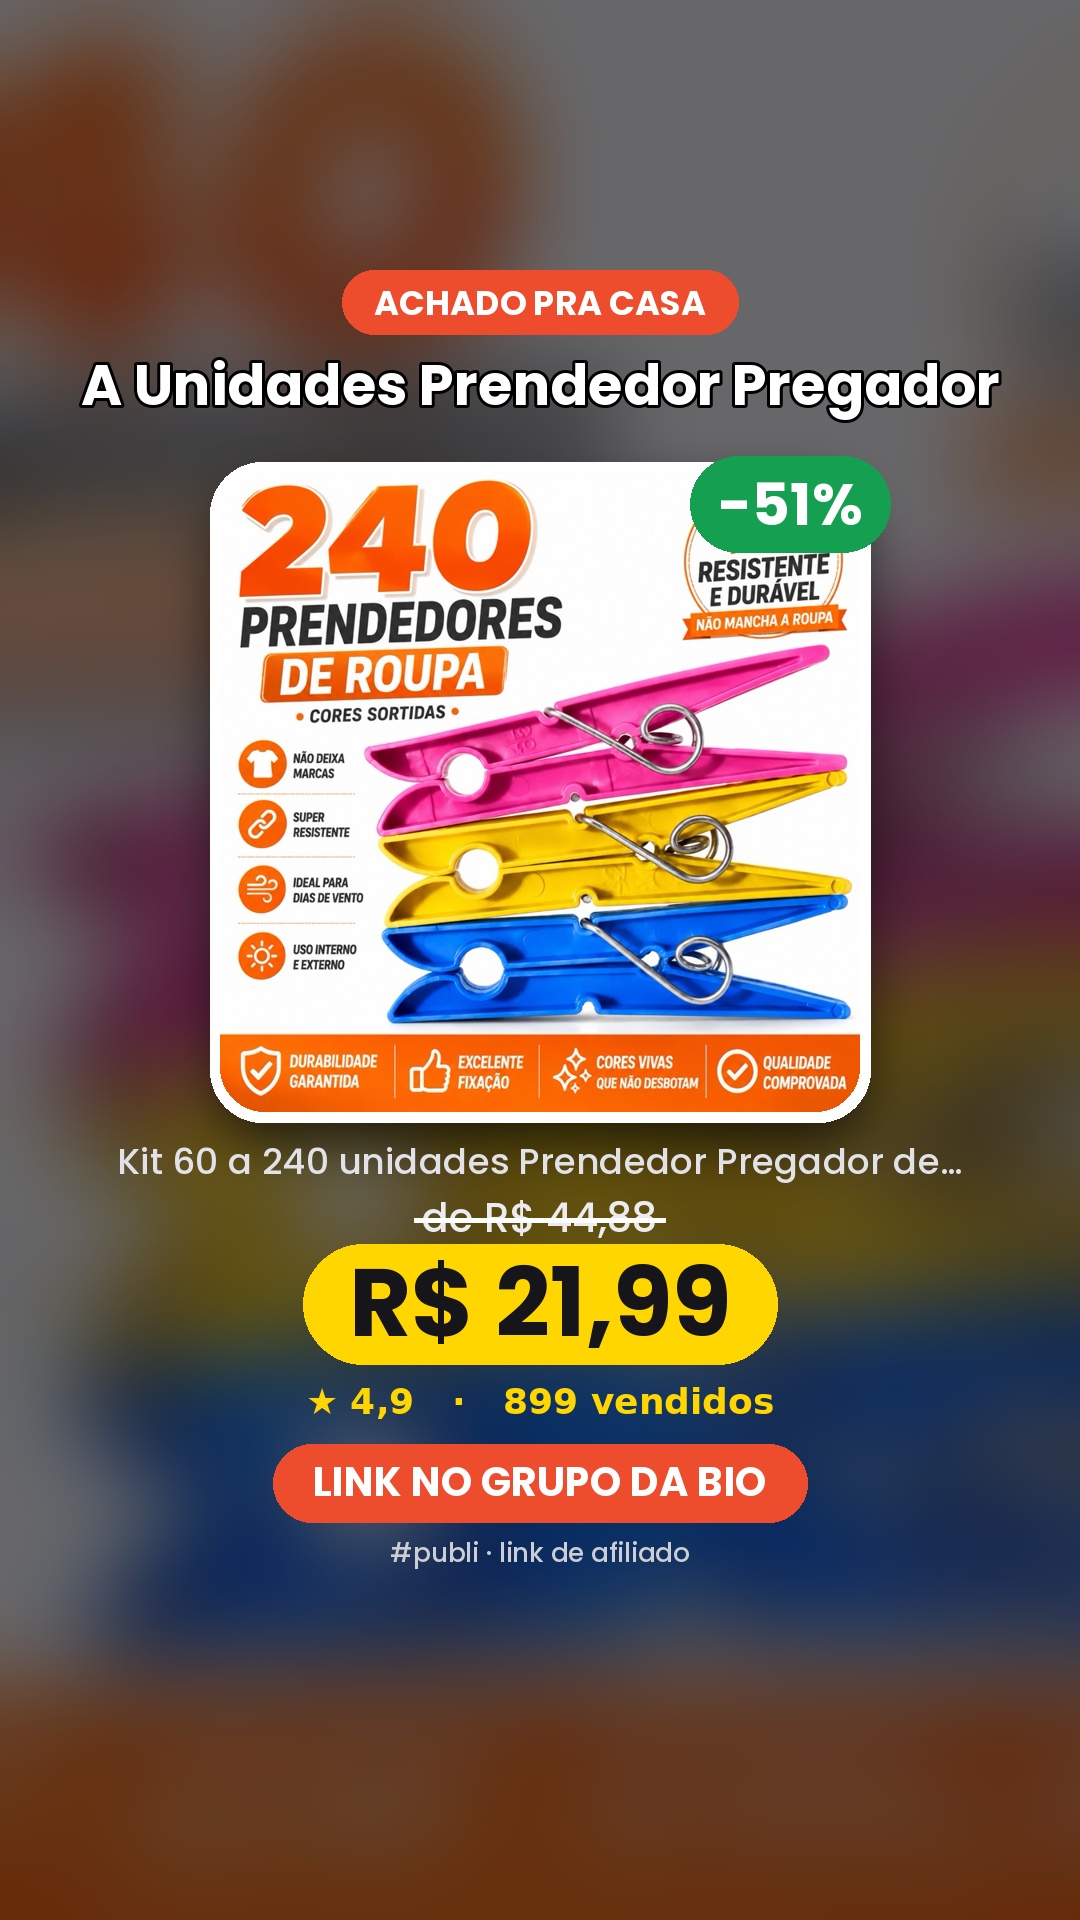 ACHADO PRA CASA
A Unidades Prendedor Pregador
-51%
240
PRENDEDORES
DE ROUPA
• CORES SORTIDAS •
RESISTENTE
E DURÁVEL
NÃO MANCHA A ROUPA
NÃO DEIXA
MARCAS
SUPER
RESISTENTE
IDEAL PARA
DIAS DE VENTO
USO INTERNO
E EXTERNO
DURABILIDADE
GARANTIDA
EXCELENTE
FIXAÇÃO
CORES VIVAS
QUE NÃO DESBOTAM
QUALIDADE
COMPROVADA
Kit 60 a 240 unidades Prendedor Pregador de...
de R$ 44,88
R$ 21,99
★ 4,9 · 899 vendidos
LINK NO GRUPO DA BIO
#publi · link de afiliado